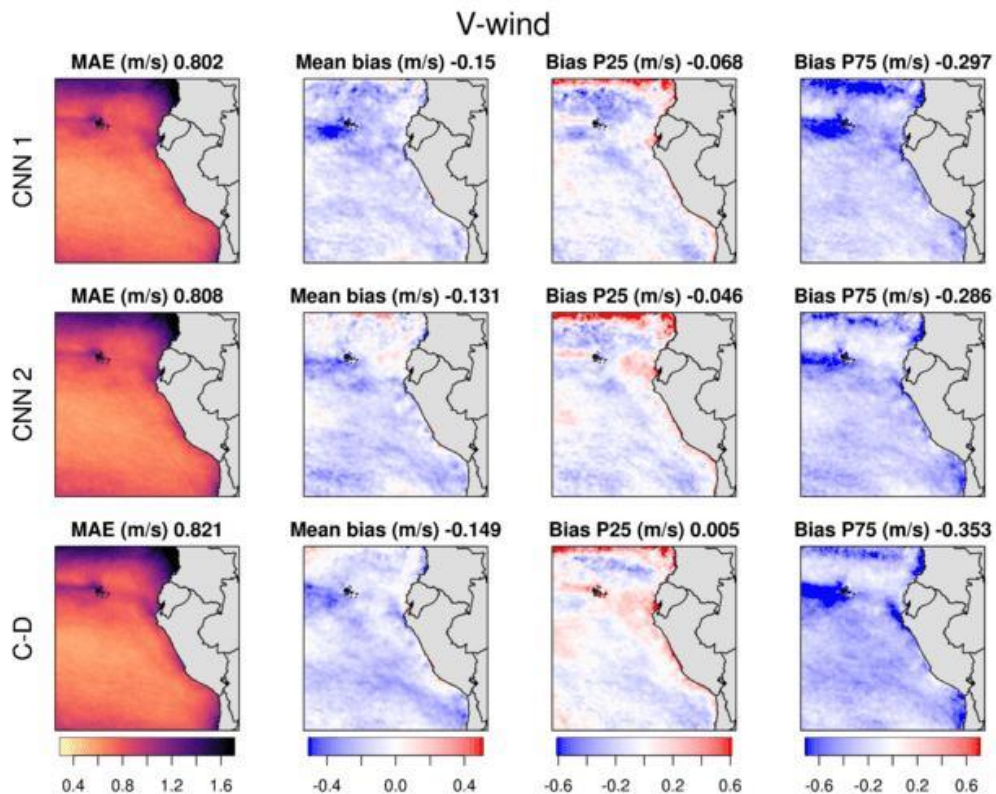 V-wind
MAE (m/s) 0.802 Mean bias (m/s) -0.15 Bias P25 (m/s) -0.068 Bias P75 (m/s) -0.297
CNN 1
MAE (m/s) 0.808 Mean bias (m/s) -0.131 Bias P25 (m/s) -0.046 Bias P75 (m/s) -0.286
CNN 2
MAE (m/s) 0.821 Mean bias (m/s) -0.149 Bias P25 (m/s) 0.005 Bias P75 (m/s) -0.353
C-D
0.4 0.8 1.2 1.6 -0.4 0.0 0.4 -0.6 -0.2 0.2 0.6 -0.6 -0.2 0.2 0.6